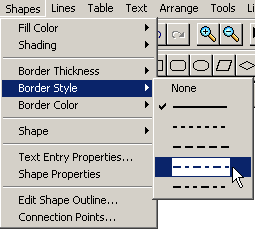 Shapes Lines Table Text Arrange Tools
Fill Color
Shading
Border Thickness
Border Style
None
Border Color
Shape
Text Entry Properties...
Shape Properties
Edit Shape Outline...
Connection Points...